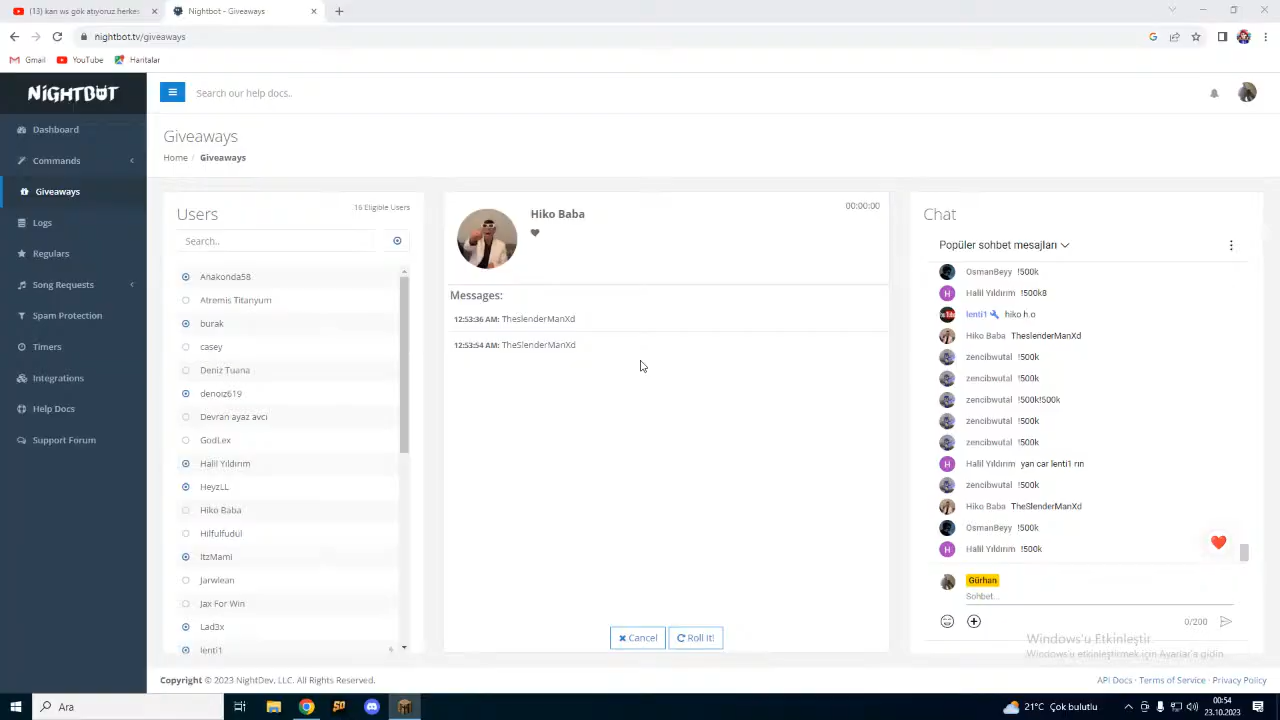 (13) kan ws gök atıyoruz herkes
Nightbot - Giveaways
nightbot.tv/giveaways
Gmail
YouTube
Haritalar
NIGHTBOT
Search our help docs..
Dashboard
Commands
Giveaways
Logs
Regulars
Song Requests
Spam Protection
Timers
Integrations
Help Docs
Support Forum
Giveaways
Home / Giveaways
Users
16 Eligible Users
Search..
Anakonda58
Atremis Titanyum
burak
casey
Deniz Tuana
denoiz619
Devran ayaz avcı
GodLex
Halil Yıldırım
HeyzLL
Hiko Baba
Hilfulfudül
ItzMami
Jarwlean
Jax For Win
Lad3x
lenti1
Hiko Baba
00:00:00
Messages:
12:53:36 AM: TheslenderManXd
12:53:54 AM: TheSlenderManXd
Cancel
Roll It!
Chat
Popüler sohbet mesajları
OsmanBeyy !500k
Halil Yıldırım !500k8
lenti1 hiko h.o
Hiko Baba TheslenderManXd
zencibwutal !500k
zencibwutal !500k
zencibwutal !500k!500k
zencibwutal !500k
zencibwutal !500k
Halil Yıldırım yan car lenti1 rın
zencibwutal !500k
Hiko Baba TheSlenderManXd
OsmanBeyy !500k
Halil Yıldırım !500k
Gürhan
Sohbet...
0/200
Windows'u Etkinleştir
Windows'u etkinleştirmek için Ayarlar'a gidin.
Copyright © 2023 NightDev, LLC. All Rights Reserved.
API Docs · Terms of Service · Privacy Policy
Ara
21°C Çok bulutlu
00:54
23.10.2023